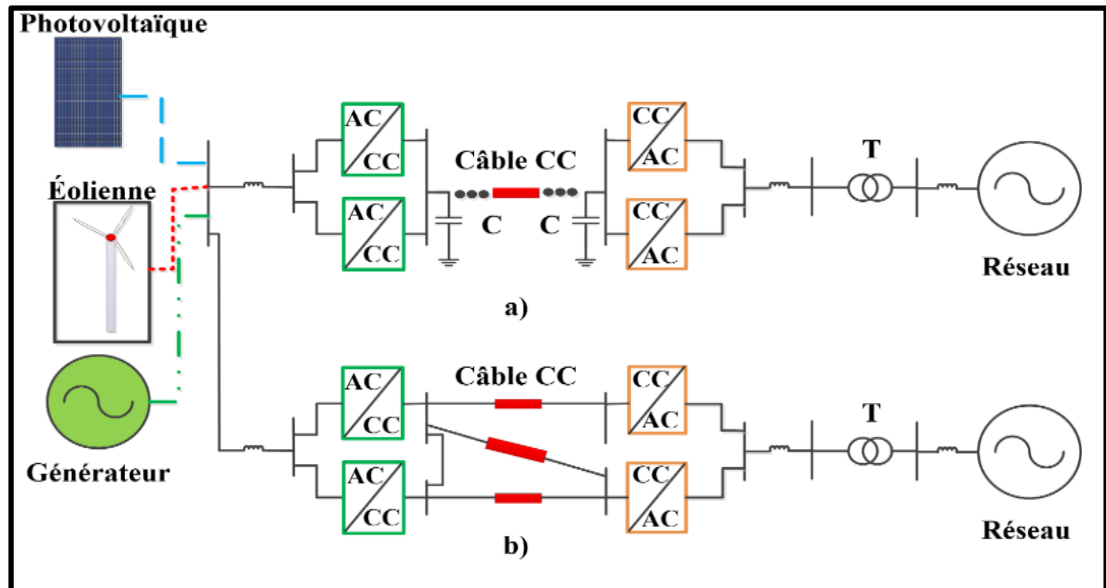 Photovoltaïque
Éolienne
Générateur
AC
CC
AC
CC
Câble CC
C
C
CC
AC
CC
AC
T
Réseau
a)
AC
CC
AC
CC
Câble CC
CC
AC
CC
AC
T
Réseau
b)